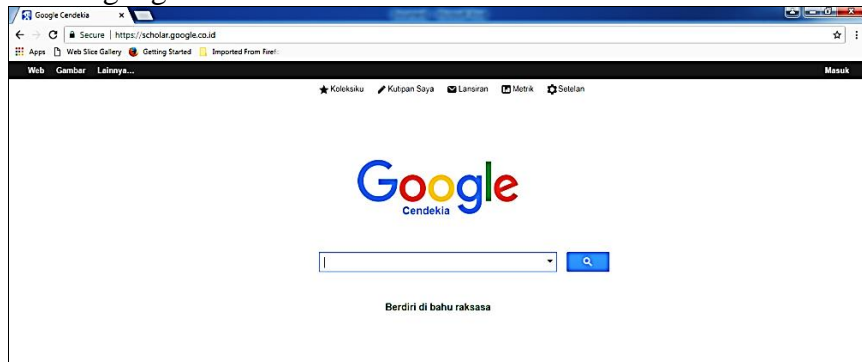 Google Cendekia
Secure | https://scholar.google.co.id
Apps Web Slice Gallery Getting Started Imported From Firef
Web Gambar Lainnya... Masuk
Koleksiku Kutipan Saya Lansiran Metrik Setelan
Google
Cendekia
Berdiri di bahu raksasa